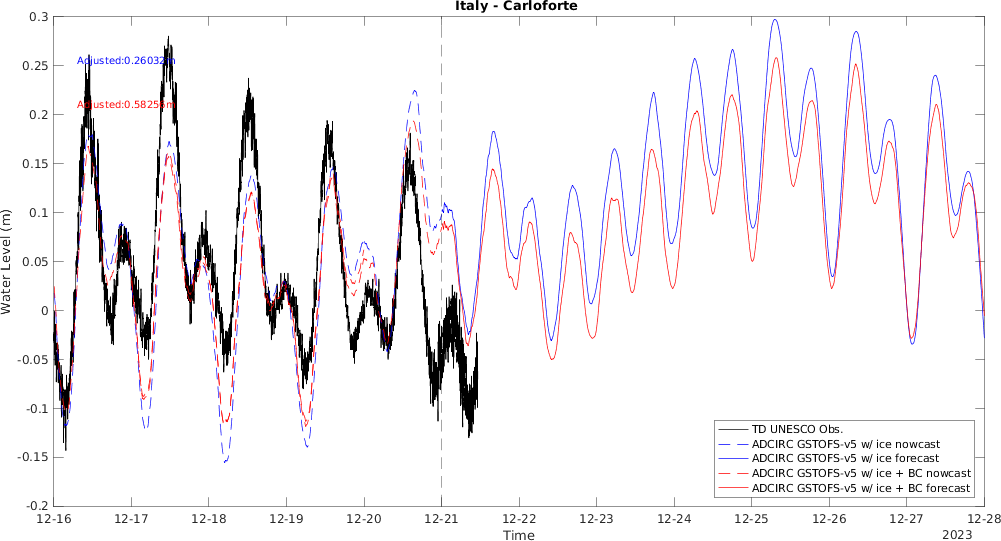 Italy - Carloforte
0.3
0.25
0.2
0.15
0.1
0.05
0
-0.05
-0.1
-0.15
-0.2
Water Level (m)
Adjusted:0.26032m
Adjusted:0.58256m
TD UNESCO Obs.
ADCIRC GSTOFS-v5 w/ ice nowcast
ADCIRC GSTOFS-v5 w/ ice forecast
ADCIRC GSTOFS-v5 w/ ice + BC nowcast
ADCIRC GSTOFS-v5 w/ ice + BC forecast
12-16 12-17 12-18 12-19 12-20 12-21 12-22 12-23 12-24 12-25 12-26 12-27 12-28
Time
2023